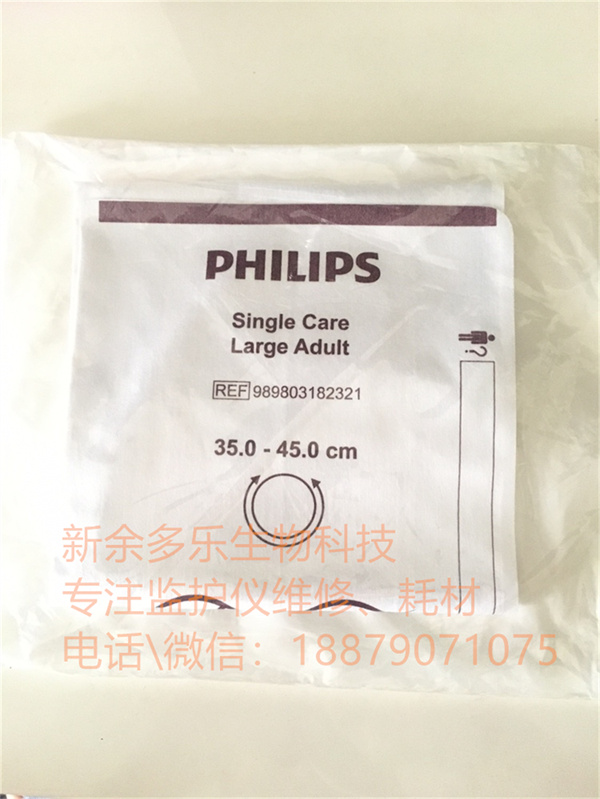 PHILIPS
Single Care
Large Adult
REF 989803182321
?
35.0 - 45.0 cm
新余多乐生物科技
专注监护仪维修、耗材
电话\微信：18879071075